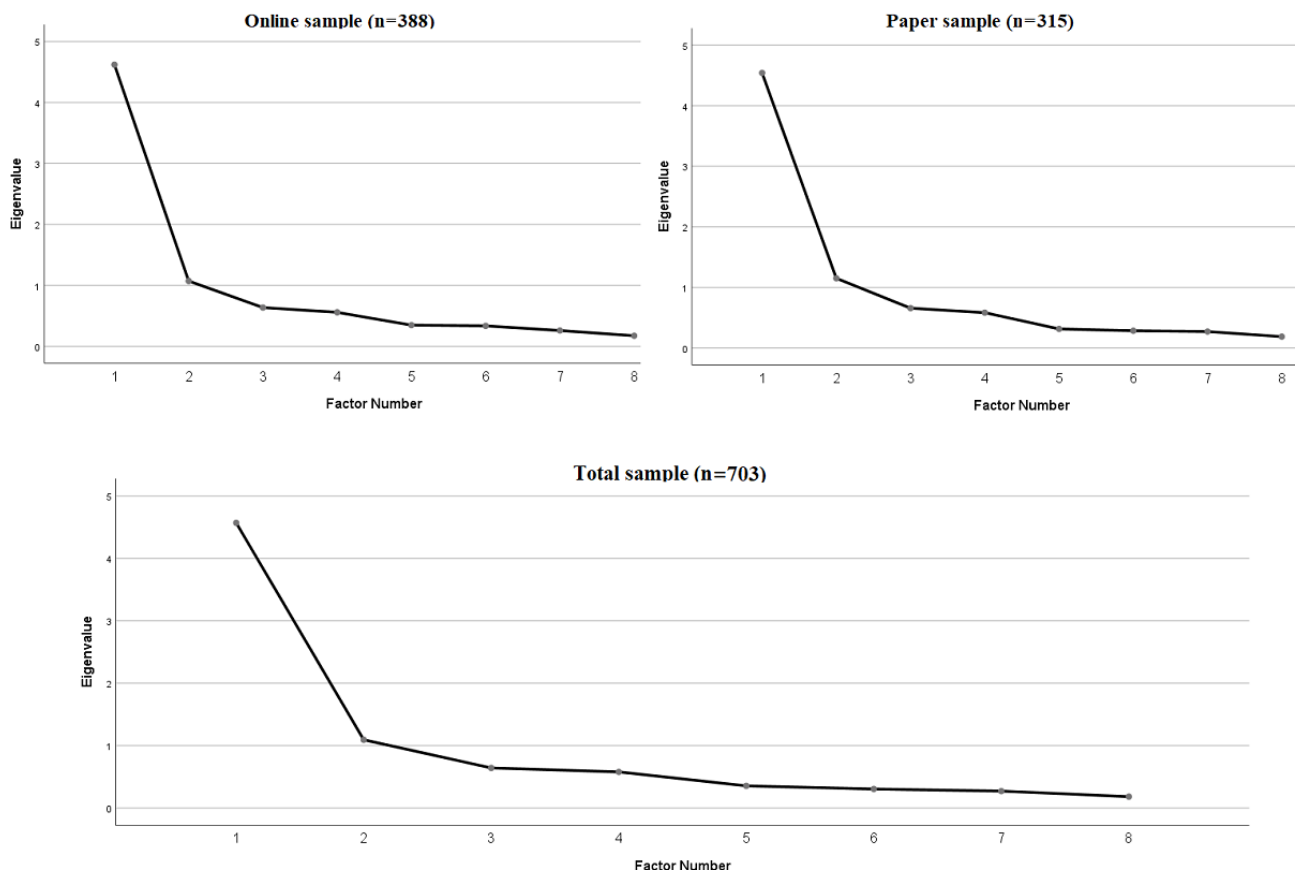 Online sample (n=388)
5
4
3
2
1
0
Eigenvalue
1 2 3 4 5 6 7 8
Factor Number
Paper sample (n=315)
5
4
3
2
1
0
Eigenvalue
1 2 3 4 5 6 7 8
Factor Number
Total sample (n=703)
5
4
3
2
1
0
Eigenvalue
1 2 3 4 5 6 7 8
Factor Number